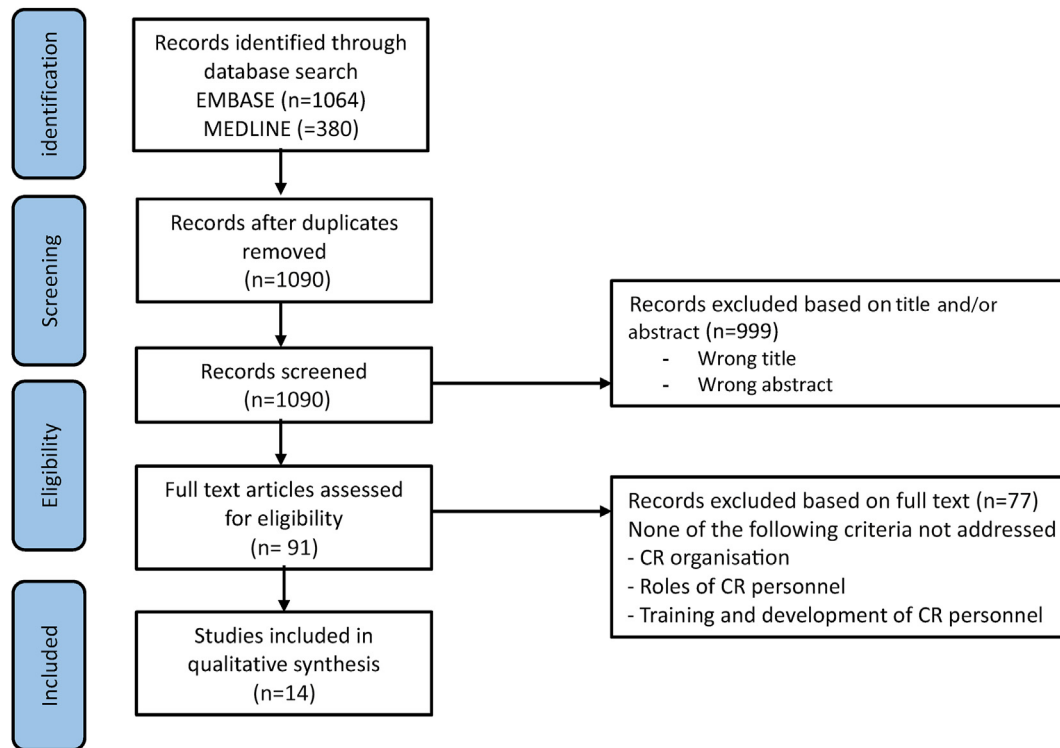 identification
Records identified through
database search
EMBASE (n=1064)
MEDLINE (=380)
Screening
Records after duplicates
removed
(n=1090)
Records screened
(n=1090)
Records excluded based on title and/or
abstract (n=999)
- Wrong title
- Wrong abstract
Eligibility
Full text articles assessed
for eligibility
(n= 91)
Records excluded based on full text (n=77)
None of the following criteria not addressed
- CR organisation
- Roles of CR personnel
- Training and development of CR personnel
Included
Studies included in
qualitative synthesis
(n=14)